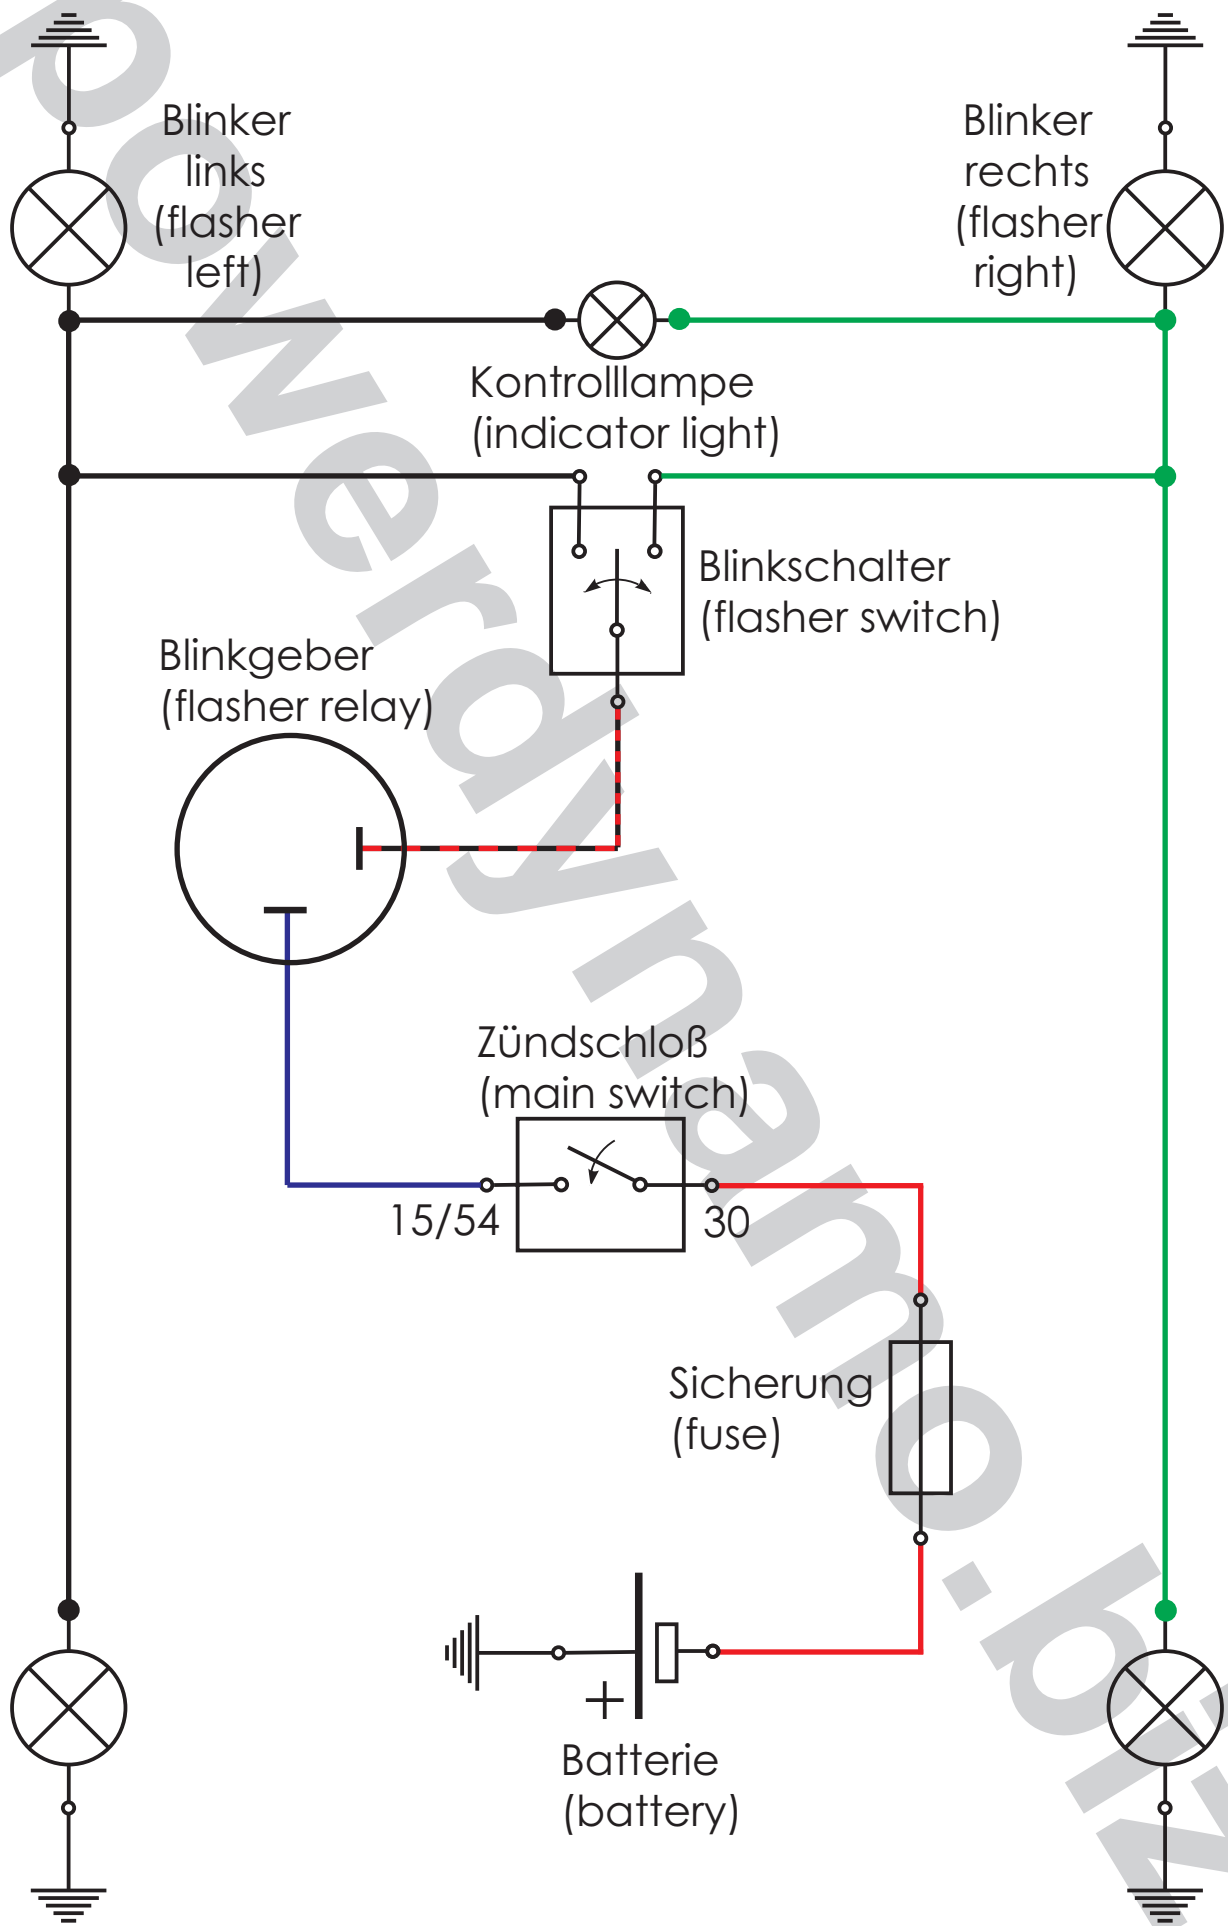 Blinker
links
(flasher
left)
Blinker
rechts
(flasher
right)
Kontrolllampe
(indicator light)
Blinkschalter
(flasher switch)
Blinkgeber
(flasher relay)
Zündschloß
(main switch)
15/54
30
Sicherung
(fuse)
+
Batterie
(battery)
powerdynamo.biz